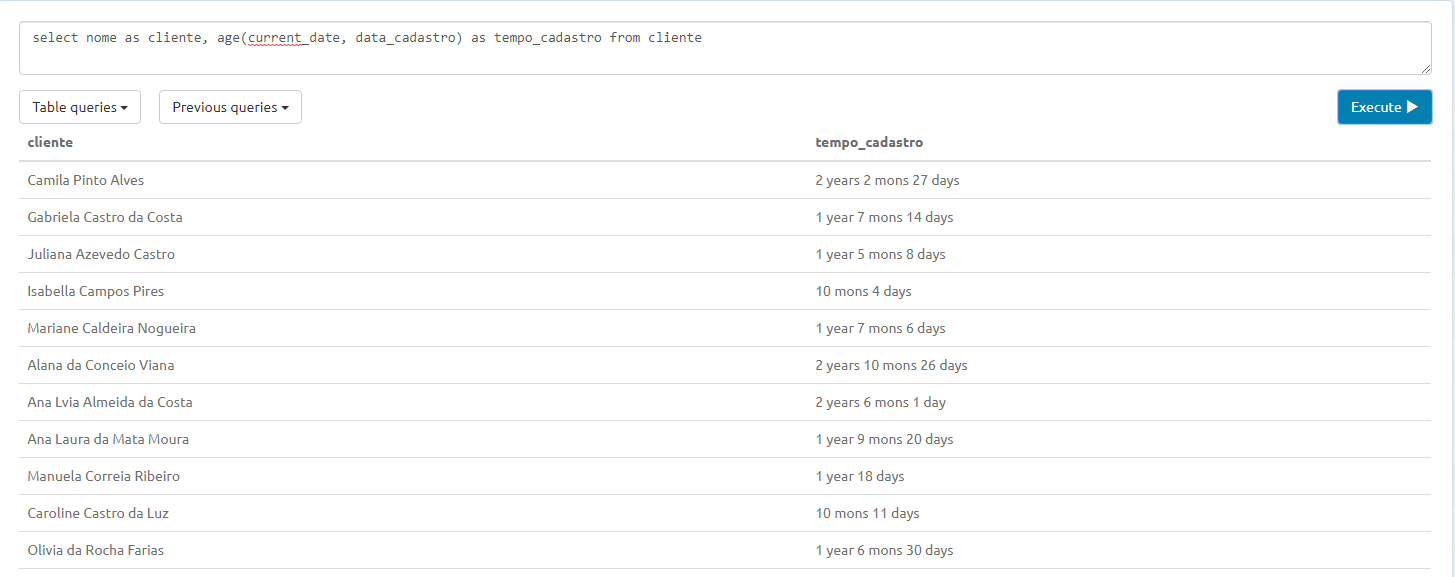 select nome as cliente, age(current_date, data_cadastro) as tempo_cadastro from cliente
Table queries Previous queries Execute
cliente tempo_cadastro
Camila Pinto Alves 2 years 2 mons 27 days
Gabriela Castro da Costa 1 year 7 mons 14 days
Juliana Azevedo Castro 1 year 5 mons 8 days
Isabella Campos Pires 10 mons 4 days
Mariane Caldeira Nogueira 1 year 7 mons 6 days
Alana da Conceio Viana 2 years 10 mons 26 days
Ana Lvia Almeida da Costa 2 years 6 mons 1 day
Ana Laura da Mata Moura 1 year 9 mons 20 days
Manuela Correia Ribeiro 1 year 18 days
Caroline Castro da Luz 10 mons 11 days
Olivia da Rocha Farias 1 year 6 mons 30 days